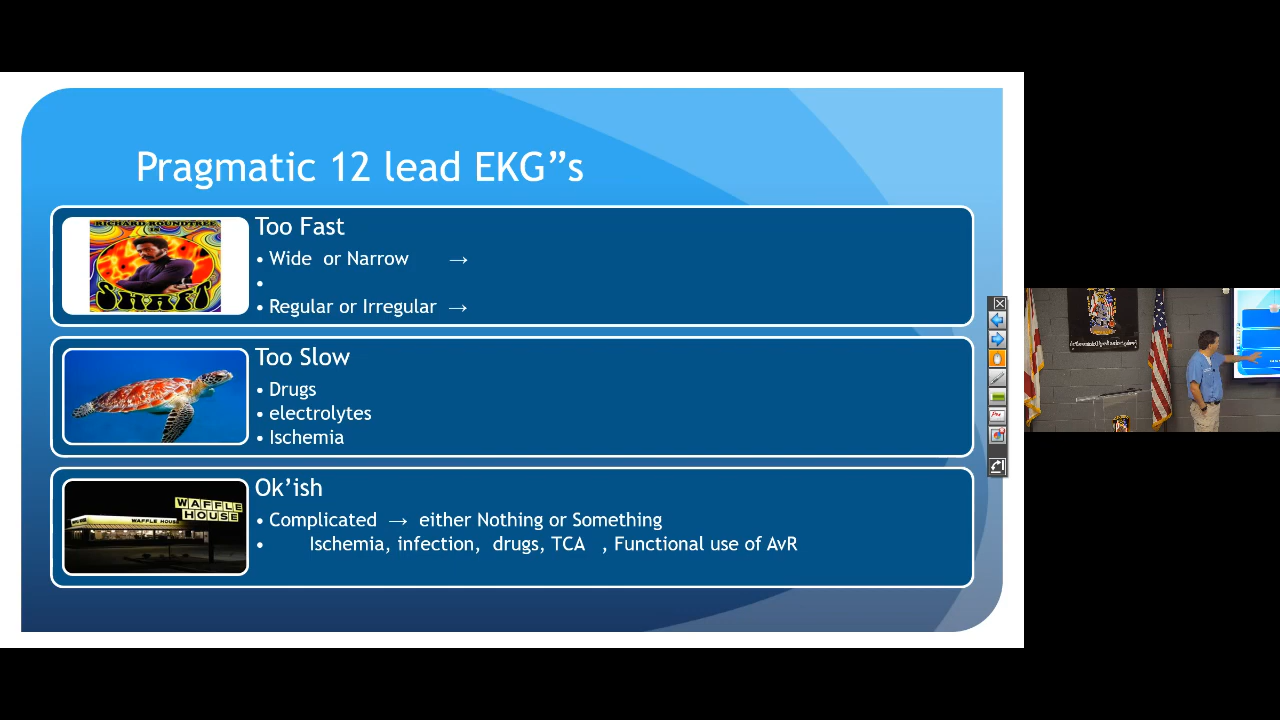 Pragmatic 12 lead EKG”s
RICHARD ROUNDTREE
IS
SHAFT
Too Fast
• Wide or Narrow →
•
• Regular or Irregular →
Too Slow
• Drugs
• electrolytes
• Ischemia
WAFFLE
HOUSE
WAFFLE HOUSE
Ok’ish
• Complicated → either Nothing or Something
• Ischemia, infection, drugs, TCA , Functional use of AvR